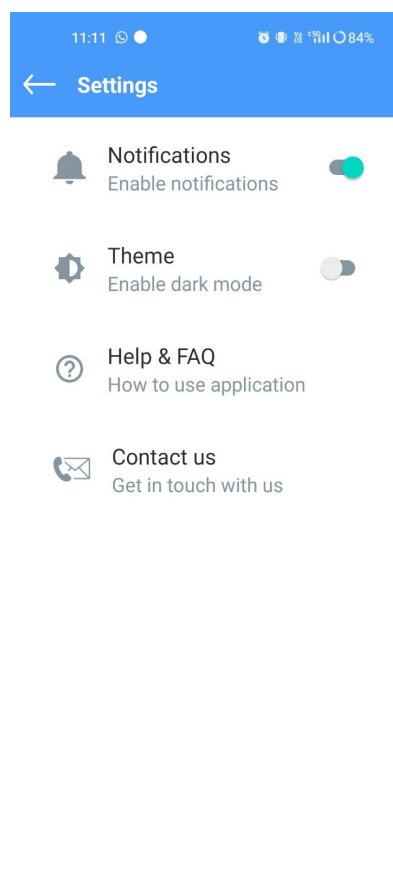 11:11
84%
Settings
Notifications
Enable notifications
Theme
Enable dark mode
Help & FAQ
How to use application
Contact us
Get in touch with us